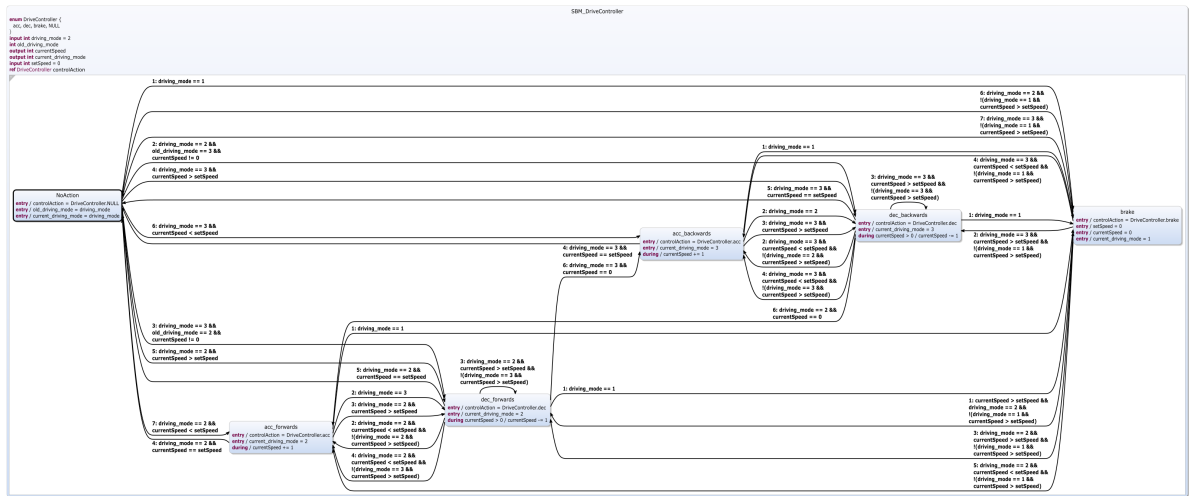 SBM_DriveController
enum DriveController {
acc, dec, brake, NULL
}
input int driving_mode = 2
int old_driving_mode
output int currentSpeed
output int current_driving_mode
input int setSpeed = 0
ref DriveController controlAction
1: driving_mode == 1
6: driving_mode == 2 &&
!(driving_mode == 1 &&
currentSpeed > setSpeed)
7: driving_mode == 3 &&
!(driving_mode == 1 &&
currentSpeed > setSpeed)
2: driving_mode == 2 &&
old_driving_mode == 3 &&
currentSpeed != 0
1: driving_mode == 1
4: driving_mode == 3 &&
currentSpeed < setSpeed &&
!(driving_mode == 1 &&
currentSpeed > setSpeed)
4: driving_mode == 3 &&
currentSpeed > setSpeed
3: driving_mode == 3 &&
currentSpeed > setSpeed &&
!(driving_mode == 3 &&
currentSpeed > setSpeed)
5: driving_mode == 3 &&
currentSpeed == setSpeed
NoAction
entry / controlAction = DriveController.NULL
entry / old_driving_mode = driving_mode
entry / current_driving_mode = driving_mode
2: driving_mode == 2
3: driving_mode == 3 &&
currentSpeed > setSpeed
dec_backwards
entry / controlAction = DriveController.dec
entry / current_driving_mode = 3
during currentSpeed > 0 / currentSpeed -= 1
1: driving_mode == 1
brake
entry / controlAction = DriveController.brake
entry / setSpeed = 0
entry / currentSpeed = 0
entry / current_driving_mode = 1
6: driving_mode == 3 &&
currentSpeed < setSpeed
acc_backwards
entry / controlAction = DriveController.acc
entry / current_driving_mode = 3
during / currentSpeed += 1
4: driving_mode == 3 &&
currentSpeed == setSpeed
6: driving_mode == 3 &&
currentSpeed == 0
2: driving_mode == 3 &&
currentSpeed < setSpeed &&
!(driving_mode == 2 &&
currentSpeed > setSpeed)
2: driving_mode == 3 &&
currentSpeed > setSpeed &&
!(driving_mode == 1 &&
currentSpeed > setSpeed)
4: driving_mode == 3 &&
currentSpeed < setSpeed &&
!(driving_mode == 3 &&
currentSpeed > setSpeed)
6: driving_mode == 2 &&
currentSpeed == 0
3: driving_mode == 3 &&
old_driving_mode == 2 &&
currentSpeed != 0
1: driving_mode == 1
5: driving_mode == 2 &&
currentSpeed > setSpeed
3: driving_mode == 2 &&
currentSpeed > setSpeed &&
!(driving_mode == 3 &&
currentSpeed > setSpeed)
5: driving_mode == 2 &&
currentSpeed == setSpeed
1: driving_mode == 1
2: driving_mode == 3
3: driving_mode == 2 &&
currentSpeed > setSpeed
dec_forwards
entry / controlAction = DriveController.dec
entry / current_driving_mode = 2
during currentSpeed > 0 / currentSpeed -= 1
1: currentSpeed > setSpeed &&
driving_mode == 2 &&
!(driving_mode == 1 &&
currentSpeed > setSpeed)
7: driving_mode == 2 &&
currentSpeed < setSpeed
4: driving_mode == 2 &&
currentSpeed == setSpeed
acc_forwards
entry / controlAction = DriveController.acc
entry / current_driving_mode = 2
during / currentSpeed += 1
2: driving_mode == 2 &&
currentSpeed < setSpeed &&
!(driving_mode == 2 &&
currentSpeed > setSpeed)
3: driving_mode == 2 &&
currentSpeed > setSpeed &&
!(driving_mode == 1 &&
currentSpeed > setSpeed)
4: driving_mode == 2 &&
currentSpeed < setSpeed &&
!(driving_mode == 3 &&
currentSpeed > setSpeed)
5: driving_mode == 2 &&
currentSpeed < setSpeed &&
!(driving_mode == 1 &&
currentSpeed > setSpeed)